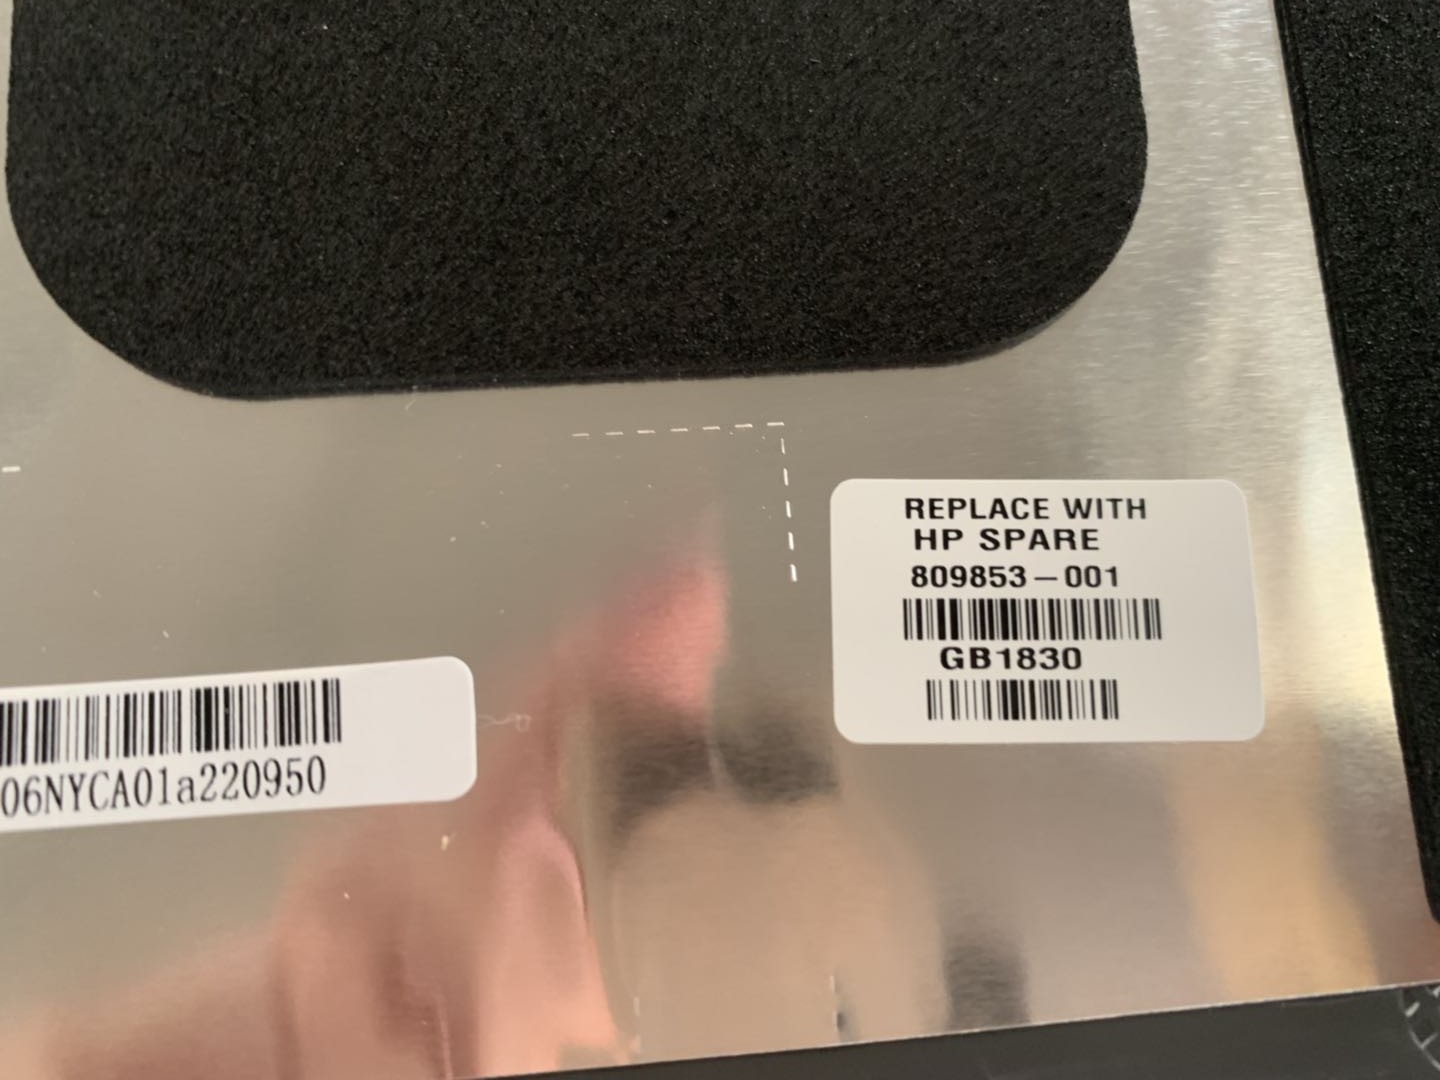 REPLACE WITH
HP SPARE
809853-001
GB1830
06NYCA01a220950